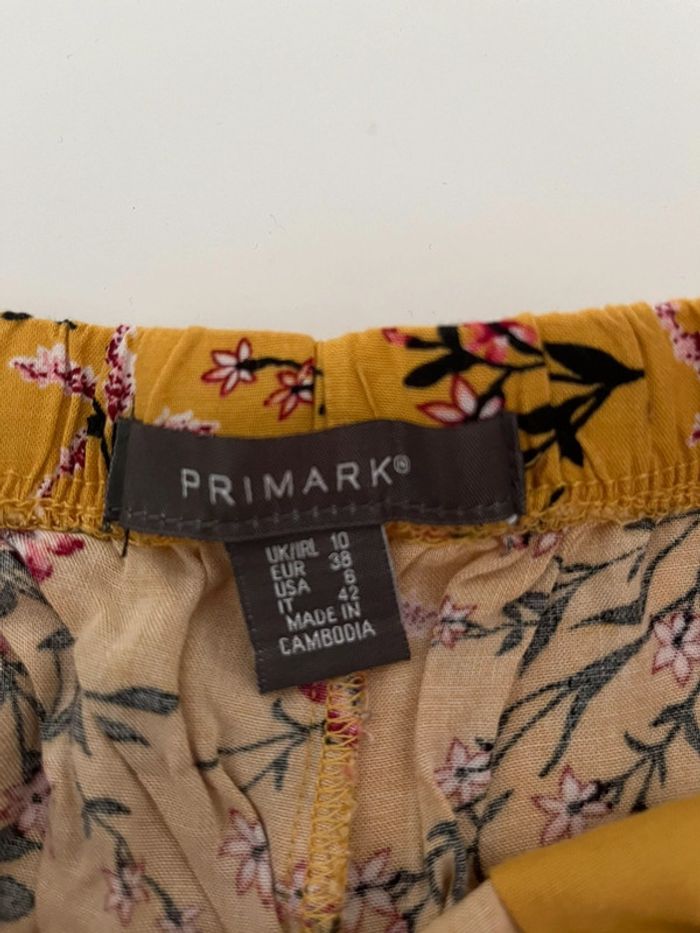 PRIMARK®
UK/IRL 10
EUR 38
USA 6
IT 42
MADE IN
CAMBODIA